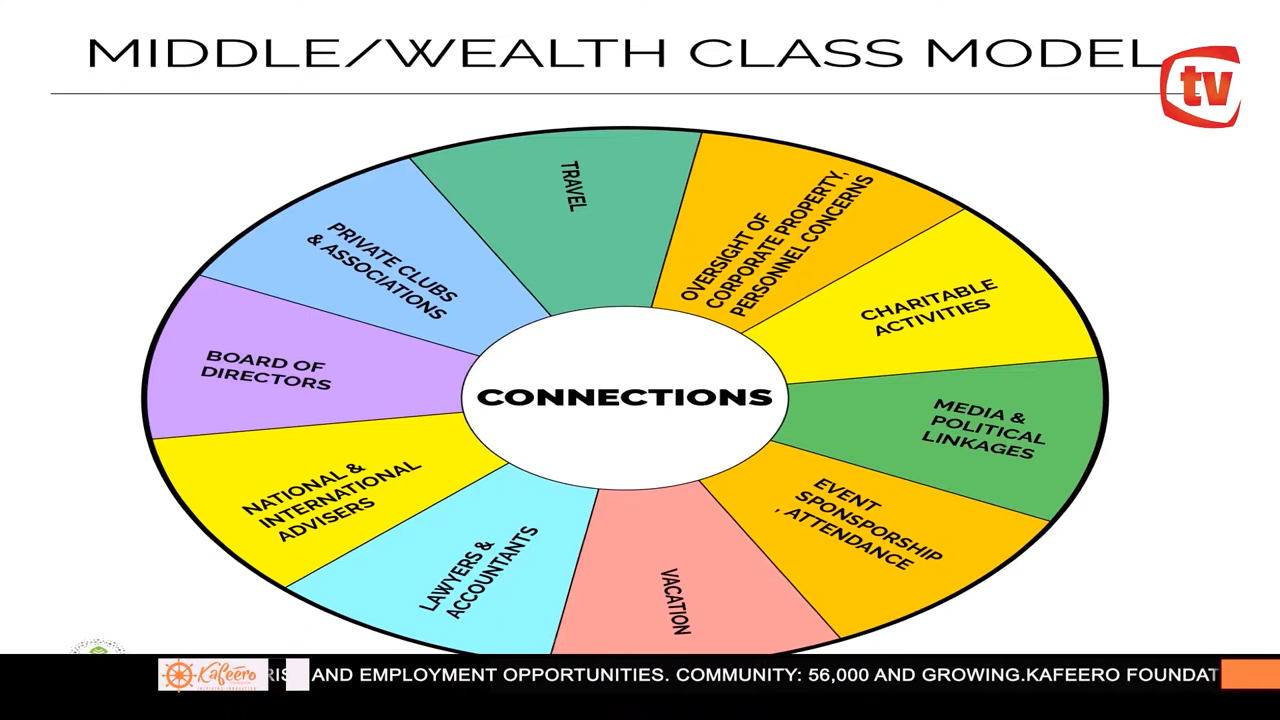 MIDDLE/WEALTH CLASS MODEL
tv
TRAVEL
OVERSIGHT OF
CORPORATE PROPERTY,
PERSONNEL CONCERNS
CHARITABLE
ACTIVITIES
MEDIA &
POLITICAL
LINKAGES
EVENT
SPONSPORSHIP
, ATTENDANCE
VACATION
LAWYERS &
ACCOUNTANTS
NATIONAL &
INTERNATIONAL
ADVISERS
BOARD OF
DIRECTORS
PRIVATE CLUBS
& ASSOCIATIONS
CONNECTIONS
Kafeero
AND EMPLOYMENT OPPORTUNITIES. COMMUNITY: 56,000 AND GROWING.KAFEERO FOUNDAT